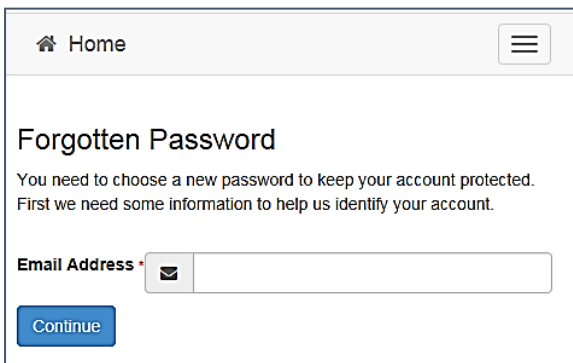 Home
Forgotten Password
You need to choose a new password to keep your account protected.
First we need some information to help us identify your account.
Email Address *
Continue